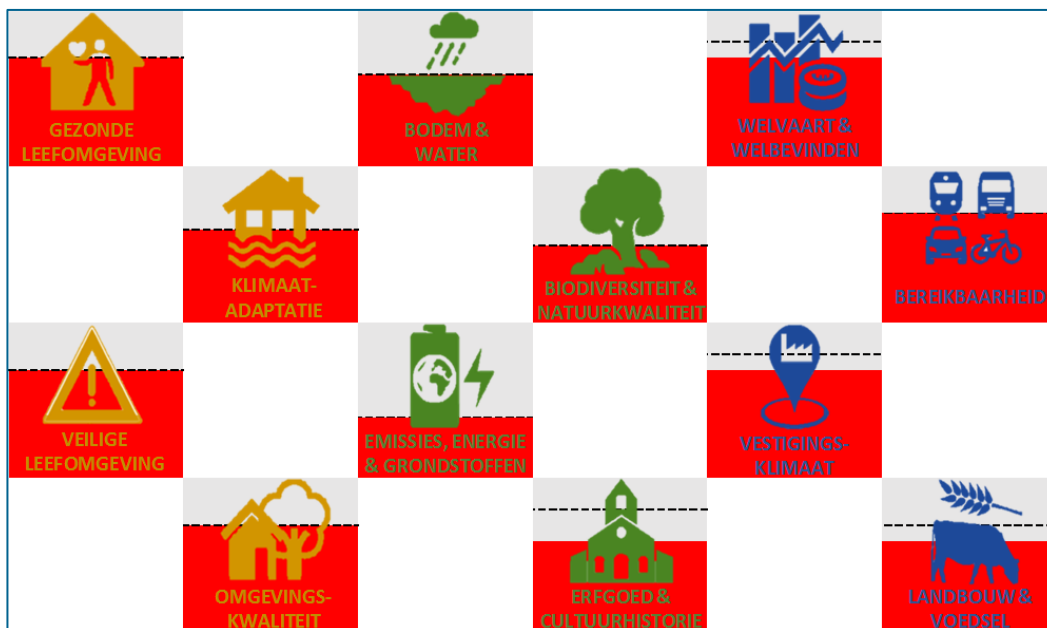 GEZONDE
LEEFOMGEVING
BODEM &
WATER
WELVAART &
WELBEVINDEN
KLIMAAT-
ADAPTATIE
BIODIVERSITEIT &
NATUURKWALITEIT
BEREIKBAARHEID
VEILIGE
LEEFOMGEVING
EMISSIES, ENERGIE
& GRONDSTOFFEN
VESTIGINGS-
KLIMAAT
OMGEVINGS-
KWALITEIT
ERFGOED &
CULTUURHISTORIE
LANDBOUW &
VOEDSEL